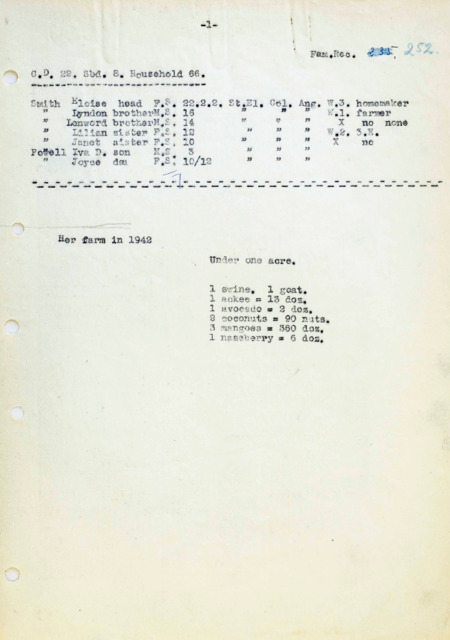 -1-
Fam.Rec. 235. 252.
C.D. 22. Sbd. 8. Household 66.
Smith Eloise head F.S. 22.2.2. St.El. Col. Ang. W.3. homemaker
" Lyndon brother M.S. 16 " " " W.1. farmer
" Lenword brother M.S. 14 " " " X no none
" Lilian sister F.S. 12 " " " W.2. 3.E.
" Janet sister F.S. 10 " " " X no
Powell Iva D. son M.S 3 " " "
" Joyce dau F.S. 10/12 " " "
Her farm in 1942
Under one acre.
1 swine. 1 goat.
1 ackee = 13 doz.
1 avocado = 2 doz.
2 coconuts = 90 nuts.
3 mangoes = 360 doz.
1 naseberry = 6 doz.